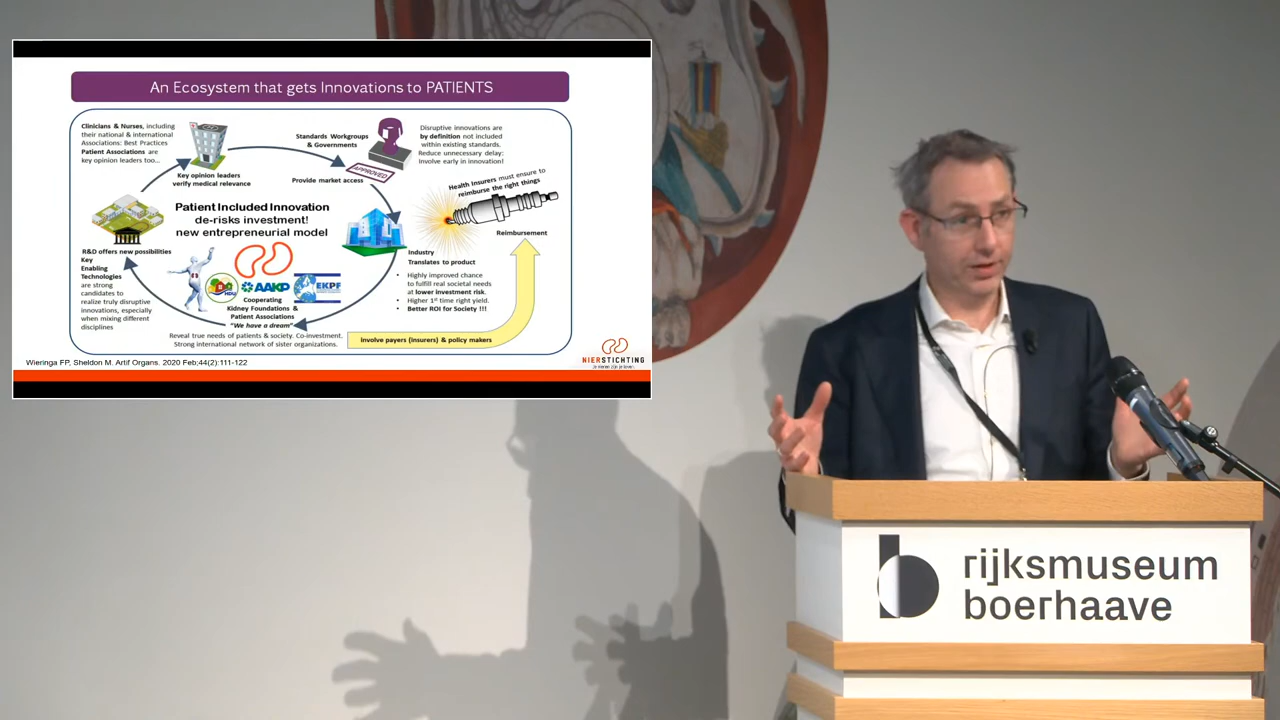 An Ecosystem that gets Innovations to PATIENTS
Clinicians & Nurses, including
their national & international
Associations: Best Practices
Patient Associations are
key opinion leaders too...
Key opinion leaders
verify medical relevance
Standards Workgroups
& Governments
Provide market access
APPROVED
Disruptive innovations are
by definition not included
within existing standards.
Reduce unnecessary delay:
Involve early in innovation!
Health Insurers must ensure to
reimburse the right things
Reimbursement
Patient Included Innovation
de-risks investment!
new entrepreneurial model
R&D offers new possibilities
Key
Enabling
Technologies
are strong
candidates to
realize truly disruptive
innovations, especially
when mixing different
disciplines
Industry
Translates to product
• Highly improved chance
to fulfill real societal needs
at lower investment risk.
• Higher 1st time right yield.
• Better ROI for Society !!!
HDU
AAKP
EKPF
Cooperating
Kidney Foundations &
Patient Associations
"We have a dream"
Reveal true needs of patients & society. Co-investment.
Strong international network of sister organizations.
Involve payers (insurers) & policy makers
Wieringa FP, Sheldon M. Artif Organs. 2020 Feb;44(2):111-122
NIERSTICHTING
Je nieren zijn je leven.
rijksmuseum
boerhaave